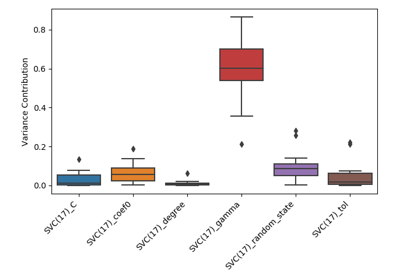 0.8
0.6
0.4
0.2
0.0
Variance Contribution
SVC(17)_C
SVC(17)_coef0
SVC(17)_degree
SVC(17)_gamma
SVC(17)_random_state
SVC(17)_tol